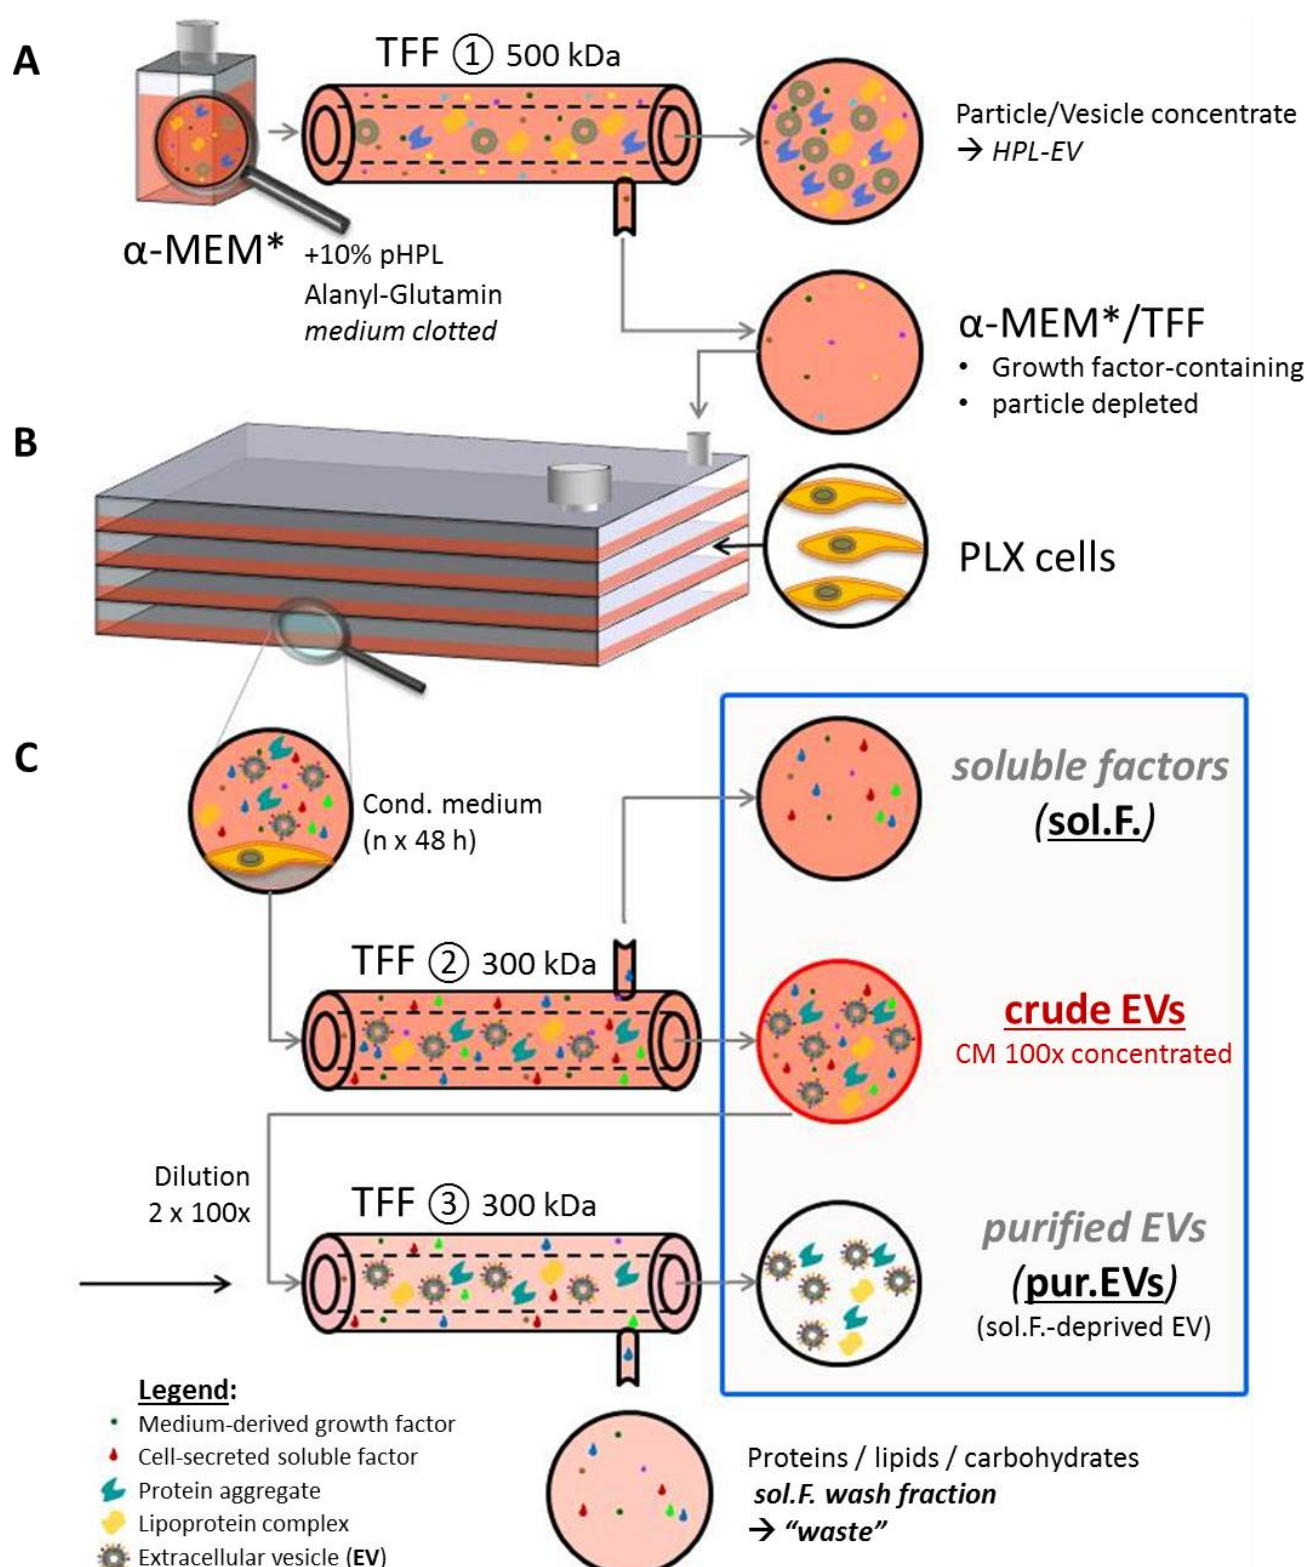 A
TFF ① 500 kDa
Particle/Vesicle concentrate
→ HPL-EV
α-MEM* +10% pHPL
Alanyl-Glutamin
medium clotted
α-MEM*/TFF
• Growth factor-containing
• particle depleted
B
PLX cells
C
Cond. medium
(n x 48 h)
soluble factors
(sol.F.)
TFF ② 300 kDa
crude EVs
CM 100x concentrated
Dilution
2 x 100x
TFF ③ 300 kDa
purified EVs
(pur.EVs)
(sol.F.-deprived EV)
Legend:
Medium-derived growth factor
Cell-secreted soluble factor
Protein aggregate
Lipoprotein complex
Extracellular vesicle (EV)
Proteins / lipids / carbohydrates
sol.F. wash fraction
→ “waste”